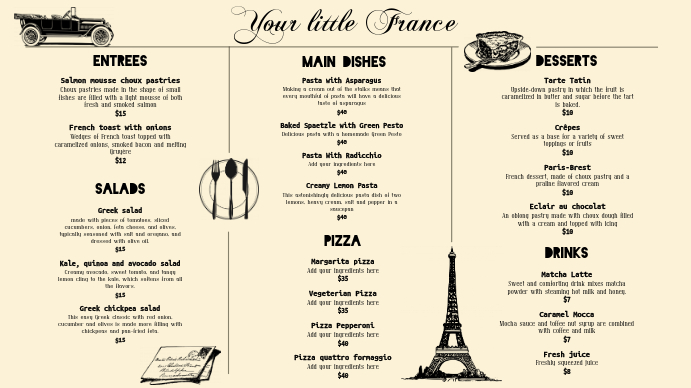 Your little France
ENTREES
Salmon mousse choux pastries
Choux pastries made in the shape of small
fishes are filled with a light mousse of both
fresh and smoked salmon
$15
French toast with onions
Wedges of French toast topped with
caramelized onions, smoked bacon and melting
Gruyere
$12
SALADS
Greek salad
made with pieces of tomatoes, sliced
cucumbers, onion, feta cheese, and olives,
typically seasoned with salt and oregano, and
dressed with olive oil.
$15
Kale, quinoa and avocado salad
Creamy avocado, sweet tomato, and tangy
lemon cling to the kale, which softens from all
the flavors.
$15
Greek chickpea salad
This easy Greek classic with red onion,
cucumber and olives is made more filling with
chickpeas and pan-fried feta.
$15
MAIN DISHES
Pasta with Asparagus
Making a cream out of the stalks means that
every mouthful of pasta will have a delicious
taste of asparagus
$40
Baked Spaetzle with Green Pesto
Delicious pasta with a homemade Green Pesto
$40
Pasta With Radicchio
Add your ingredients here
$40
Creamy Lemon Pasta
This astonishingly delicious pasta dish of two
lemons, heavy cream, salt and pepper in a
saucepan
$40
PIZZA
Margarita pizza
Add your Ingredients here
$35
Vegeterian Pizza
Add your Ingredients here
$35
Pizza Pepperoni
Add your Ingredients here
$40
Pizza quattro formaggio
Add your Ingredients here
$40
DESSERTS
Tarte Tatin
Upside-down pastry in which the fruit is
caramelized in butter and sugar before the tart
is baked.
$10
Crêpes
Served as a base for a variety of sweet
toppings or fruits
$10
Paris-Brest
French dessert, made of choux pastry and a
praline flavored cream
$10
Eclair au chocolat
An oblong pastry made with choux dough filled
with a cream and topped with icing
$10
DRINKS
Matcha Latte
Sweet and comforting drink mixes matcha
powder with steaming hot milk and honey.
$7
Caramel Mocca
Mocha sauce and toffee nut syrup are combined
with coffee and milk
$7
Fresh juice
Freshly squeezed juice
$8